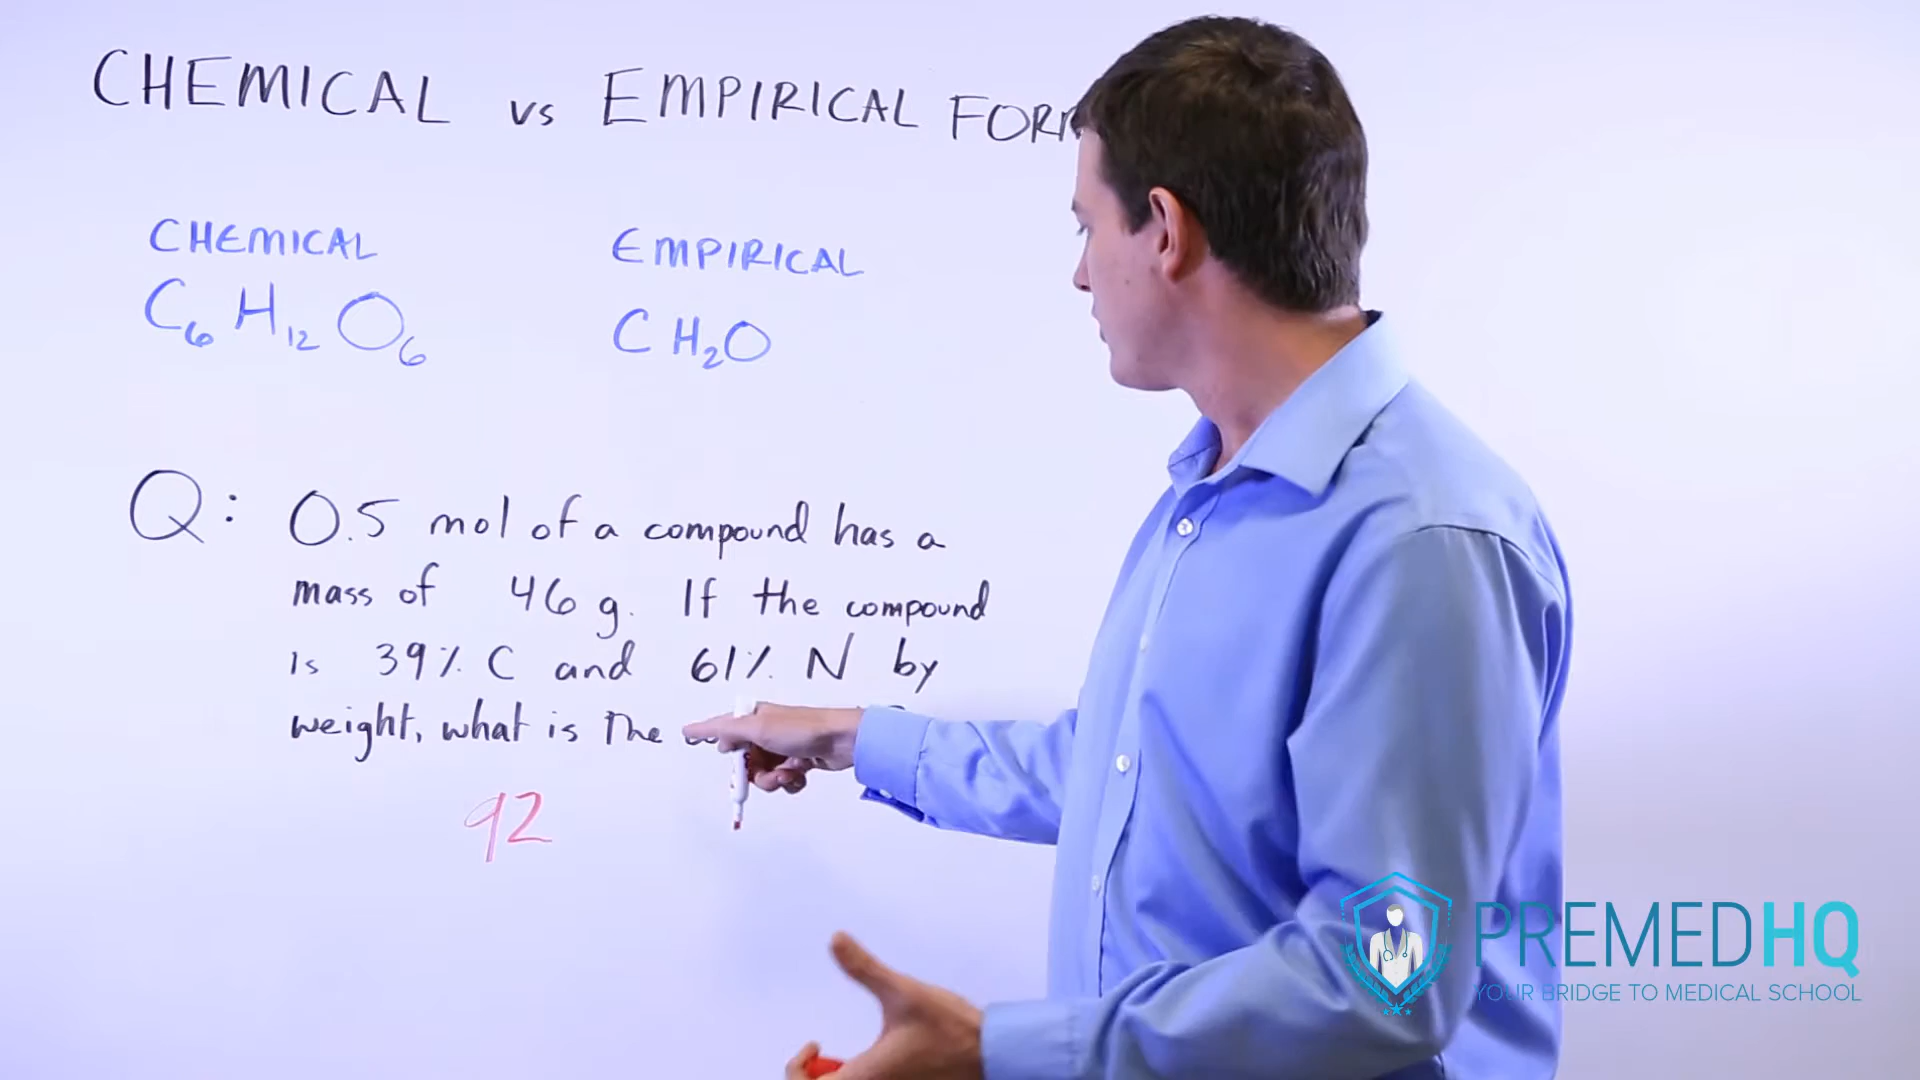 CHEMICAL vs EMPIRICAL FOR
CHEMICAL EMPIRICAL
C6H12O6 CH2O
Q: 0.5 mol of a compound has a
mass of 46 g. If the compound
is 39% C and 61% N by
weight, what is the
92
PREMEDHQ
YOUR BRIDGE TO MEDICAL SCHOOL